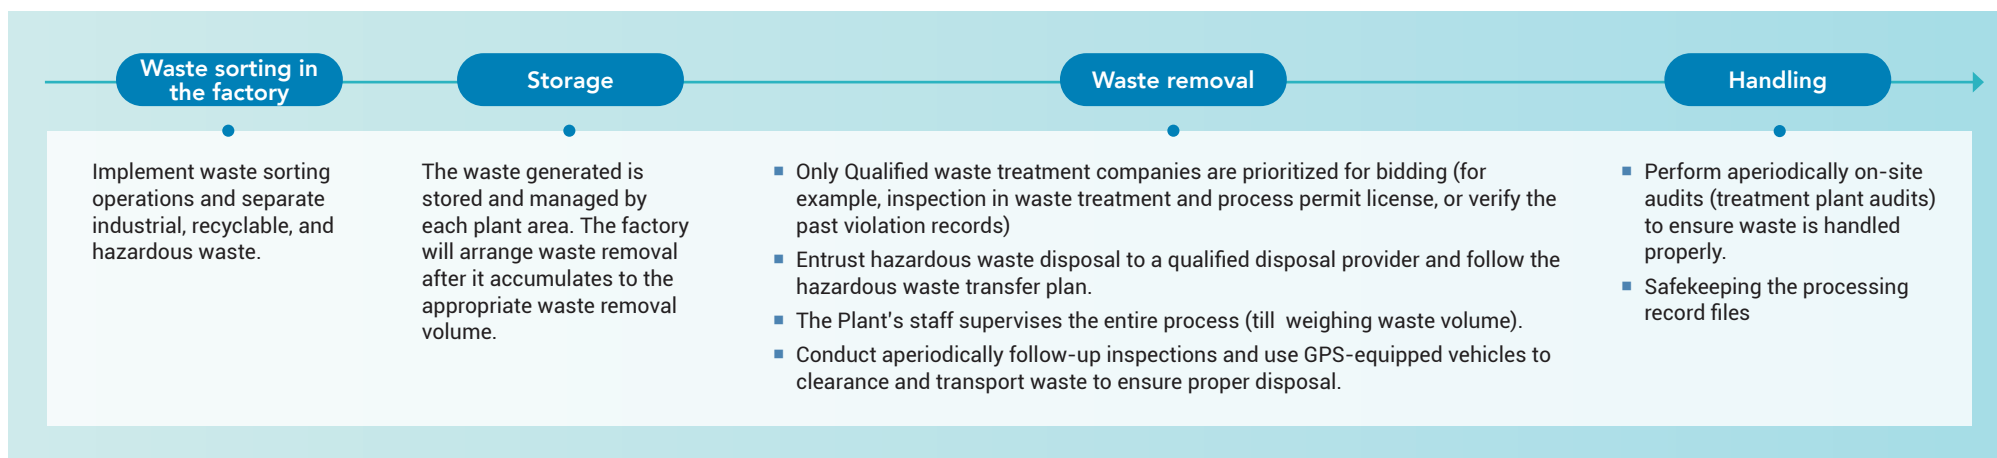 Waste sorting in
the factory
Implement waste sorting
operations and separate
industrial, recyclable, and
hazardous waste.
Storage
The waste generated is
stored and managed by
each plant area. The factory
will arrange waste removal
after it accumulates to the
appropriate waste removal
volume.
Waste removal
Only Qualified waste treatment companies are prioritized for bidding (for
example, inspection in waste treatment and process permit license, or verify the
past violation records)
Entrust hazardous waste disposal to a qualified disposal provider and follow the
hazardous waste transfer plan.
The Plant's staff supervises the entire process (till  weighing waste volume).
Conduct aperiodically follow-up inspections and use GPS-equipped vehicles to
clearance and transport waste to ensure proper disposal.
Handling
Perform aperiodically on-site
audits (treatment plant audits)
to ensure waste is handled
properly.
Safekeeping the processing
record files